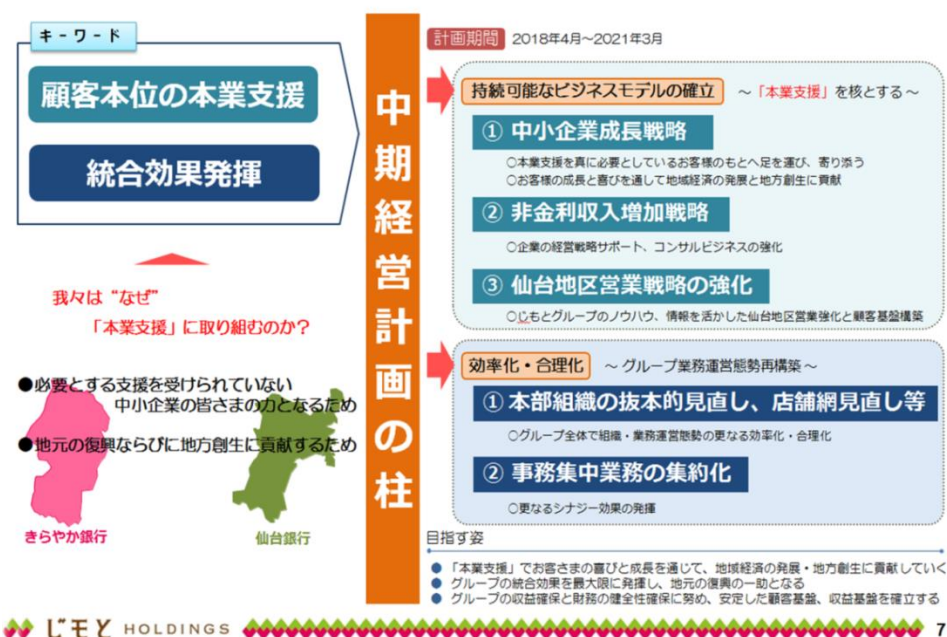 キーワード
顧客本位の本業支援
統合効果発揮
我々は“なぜ”
「本業支援」に取り組むのか？
●必要とする支援を受けられていない
中小企業の皆さまの力となるため
●地元の復興ならびに地方創生に貢献するため
きらやか銀行
仙台銀行
中期経営計画の柱
計画期間 2018年4月～2021年3月
持続可能なビジネスモデルの確立 ～「本業支援」を核とする～
① 中小企業成長戦略
○本業支援を真に必要としているお客様のもとへ足を運び、寄り添う
○お客様の成長と喜びを通して地域経済の発展と地方創生に貢献
② 非金利収入増加戦略
○企業の経営戦略サポート、コンサルビジネスの強化
③ 仙台地区営業戦略の強化
○じもとグループのノウハウ、情報を活かした仙台地区営業強化と顧客基盤構築
効率化・合理化 ～グループ業務運営態勢再構築～
① 本部組織の抜本的見直し、店舗網見直し等
○グループ全体で組織・業務運営態勢の更なる効率化・合理化
② 事務集中業務の集約化
○更なるシナジー効果の発揮
目指す姿
● 「本業支援」でお客さまの喜びと成長を通じて、地域経済の発展・地方創生に貢献していく
● グループの統合効果を最大限に発揮し、地元の復興の一助となる
● グループの収益確保と財務の健全性確保に努め、安定した顧客基盤、収益基盤を確立する
じモと HOLDINGS
7